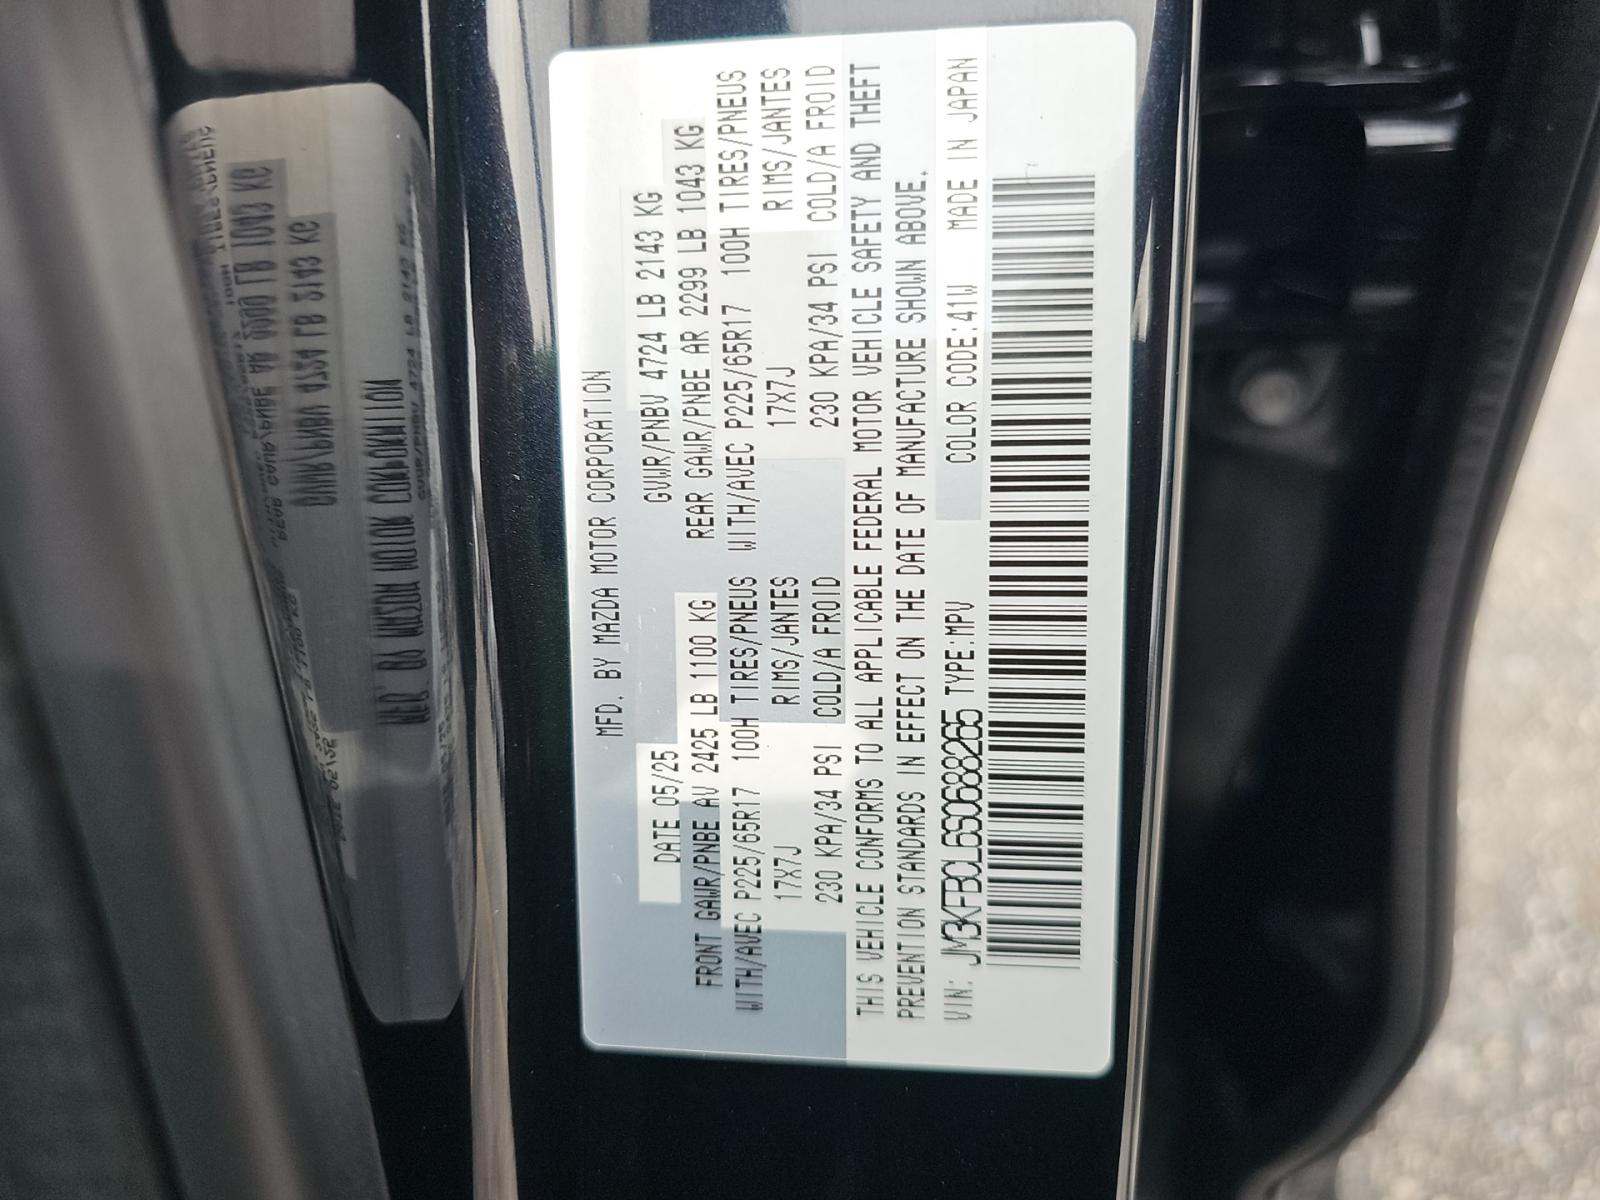 MFD. BY MAZDA MOTOR CORPORATION
DATE 05/25 GVWR/PNBV 4724 LB 2143 KG
FRONT GAWR/PNBE AV 2425 LB 1100 KG REAR GAWR/PNBE AR 2299 LB 1043 KG
WITH/AVEC P225/65R17 100H TIRES/PNEUS WITH/AVEC P225/65R17 100H TIRES/PNEUS
17X7J RIMS/JANTES 17X7J RIMS/JANTES
230 KPA/34 PSI COLD/A FROID 230 KPA/34 PSI COLD/A FROID
THIS VEHICLE CONFORMS TO ALL APPLICABLE FEDERAL MOTOR VEHICLE SAFETY AND THEFT
PREVENTION STANDARDS IN EFFECT ON THE DATE OF MANUFACTURE SHOWN ABOVE.
VIN: JM3KFBCL6S0688265 TYPE:MPV COLOR CODE:41W MADE IN JAPAN